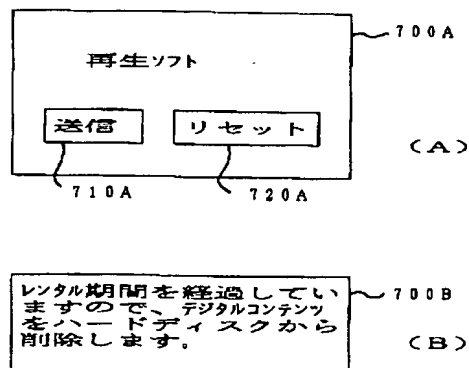 700A
再生ソフト
送信 リセット
(A)
710A 720A
レンタル期間を経過してい
ますので、デジタルコンテンツ
をハードディスクから
削除します。
700B
(B)